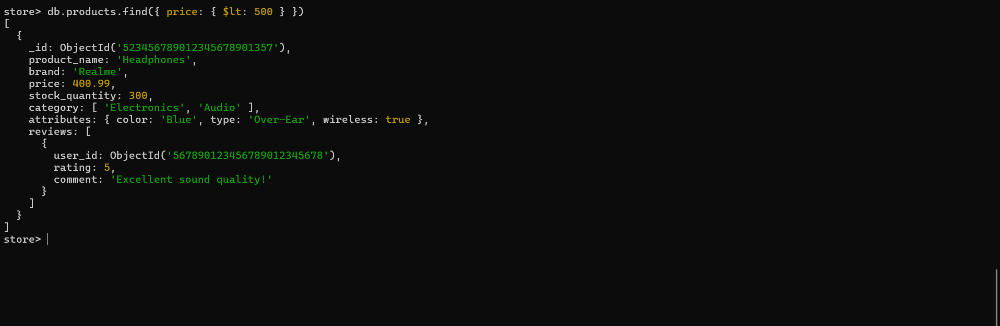 store> db.products.find({ price: { $lt: 500 } })
[
  {
    _id: ObjectId('523456789012345678901357'),
    product_name: 'Headphones',
    brand: 'Realme',
    price: 400.99,
    stock_quantity: 300,
    category: [ 'Electronics', 'Audio' ],
    attributes: { color: 'Blue', type: 'Over-Ear', wireless: true },
    reviews: [
      {
        user_id: ObjectId('567890123456789012345678'),
        rating: 5,
        comment: 'Excellent sound quality!'
      }
    ]
  }
]
store>